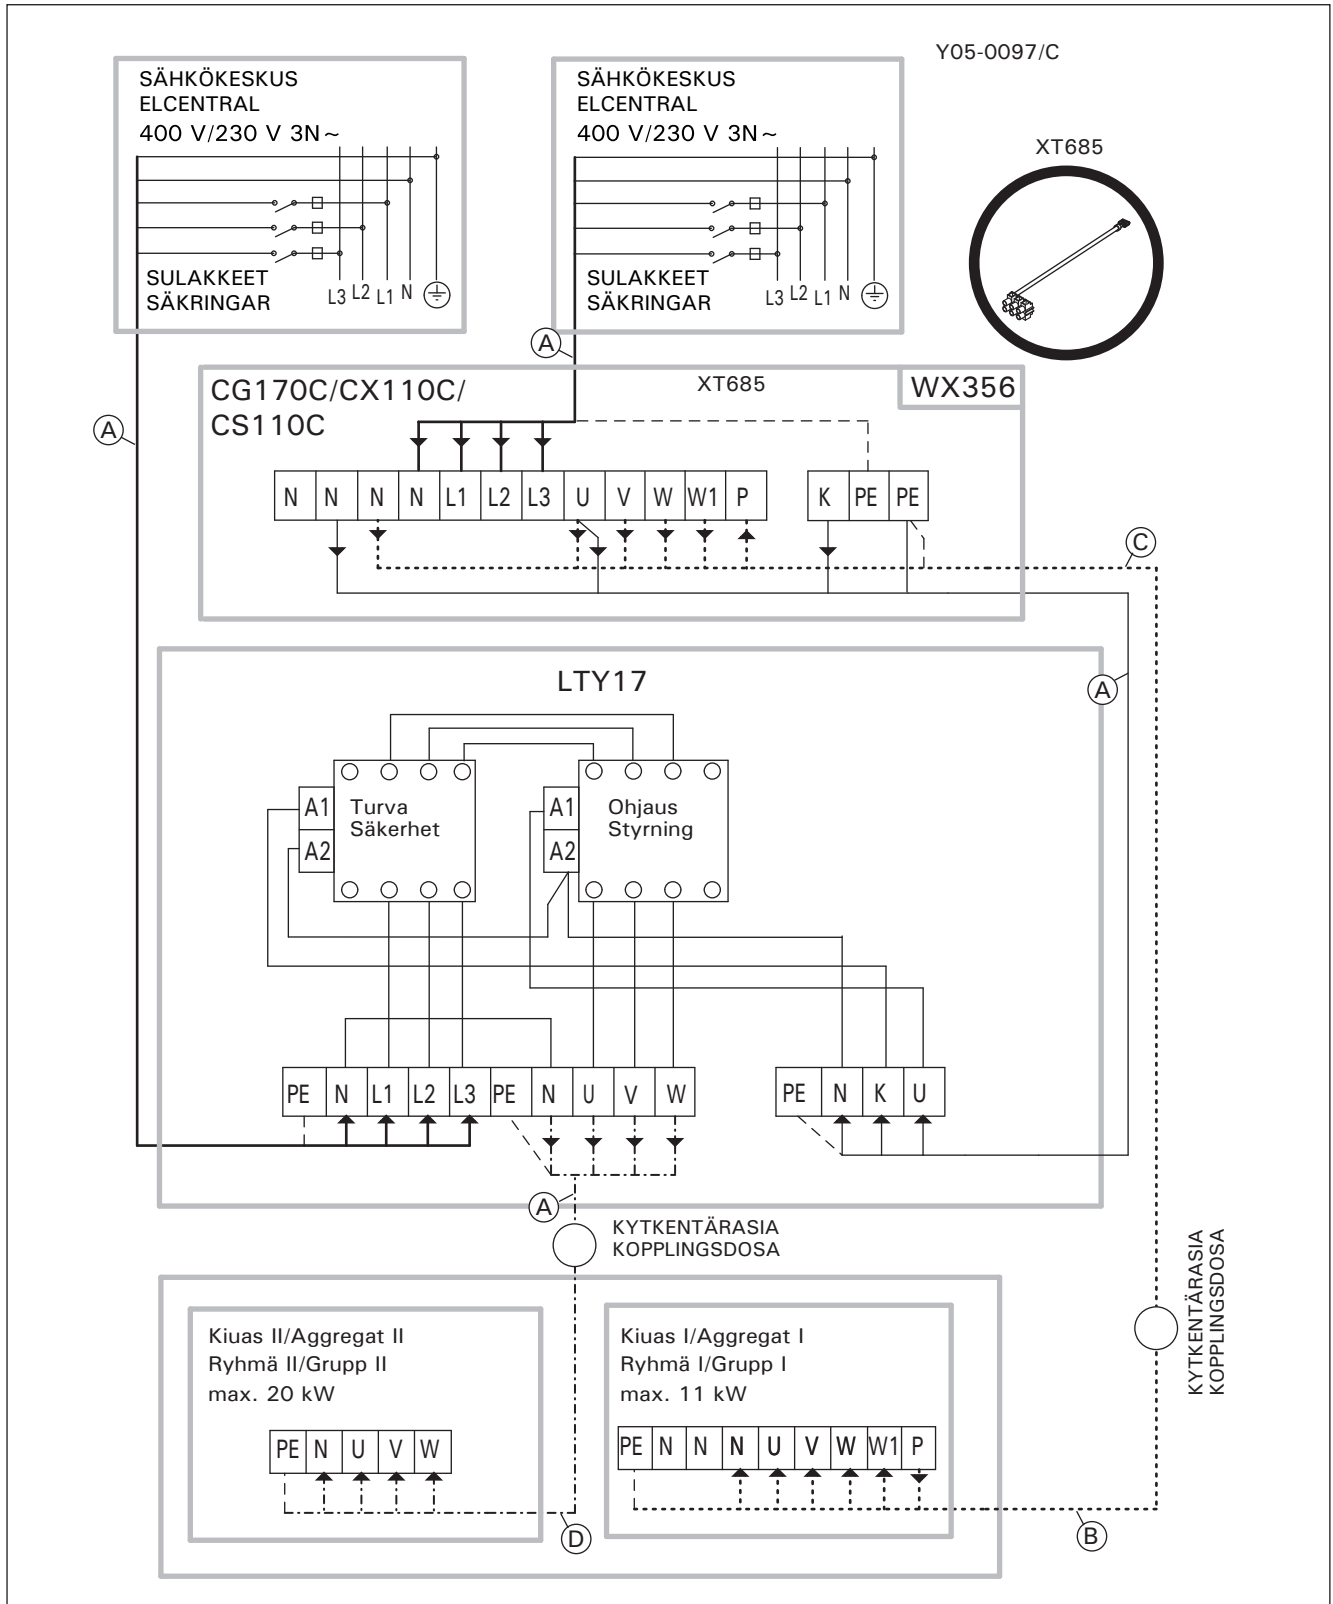 Y05-0097/C
SÄHKÖKESKUS
ELCENTRAL
400 V/230 V 3N~
SULAKKEET
SÄKRINGAR
L3 L2 L1 N
SÄHKÖKESKUS
ELCENTRAL
400 V/230 V 3N~
SULAKKEET
SÄKRINGAR
L3 L2 L1 N
XT685
A
A
CG170C/CX110C/
CS110C
XT685
WX356
N N N N L1 L2 L3 U V W W1 P
K PE PE
C
LTY17
A
A1
A2
Turva
Säkerhet
A1
A2
Ohjaus
Styrning
PE N L1 L2 L3 PE N U V W
PE N K U
A
KYTKENTÄRASIA
KOPPLINGSDOSA
KYTKENTÄRASIA
KOPPLINGSDOSA
Kiuas II/Aggregat II
Ryhmä II/Grupp II
max. 20 kW
PE N U V W
D
Kiuas I/Aggregat I
Ryhmä I/Grupp I
max. 11 kW
PE N N N U V W W1 P
B